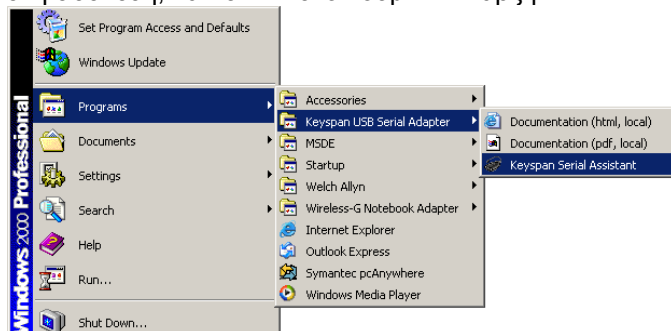 Set Program Access and Defaults
Windows Update
Programs
Documents
Settings
Search
Help
Run...
Shut Down...
Windows 2000 Professional
Accessories
Keyspan USB Serial Adapter
MSDE
Startup
Welch Allyn
Wireless-G Notebook Adapter
Internet Explorer
Outlook Express
Symantec pcAnywhere
Windows Media Player
Documentation (html, local)
Documentation (pdf, local)
Keyspan Serial Assistant